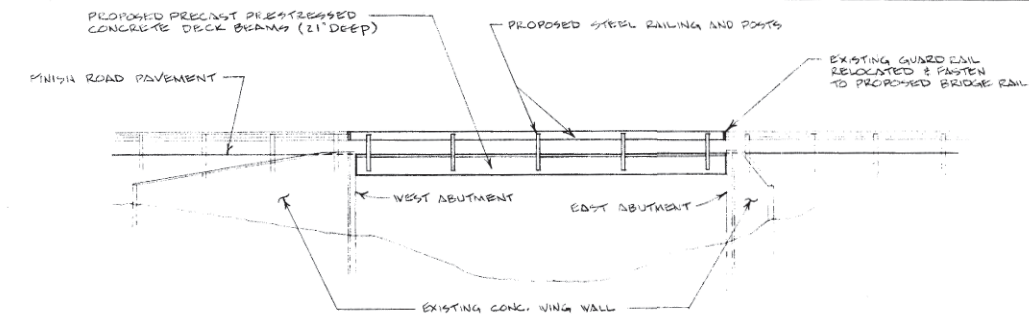 PROPOSED PRECAST PRESTRESSED
CONCRETE DECK BEAMS (21" DEEP)
PROPOSED STEEL RAILING AND POSTS
FINISH ROAD PAVEMENT
EXISTING GUARD RAIL
RELOCATED & FASTEN
TO PROPOSED BRIDGE RAIL
WEST ABUTMENT
EAST ABUTMENT
EXISTING CONC. WING WALL